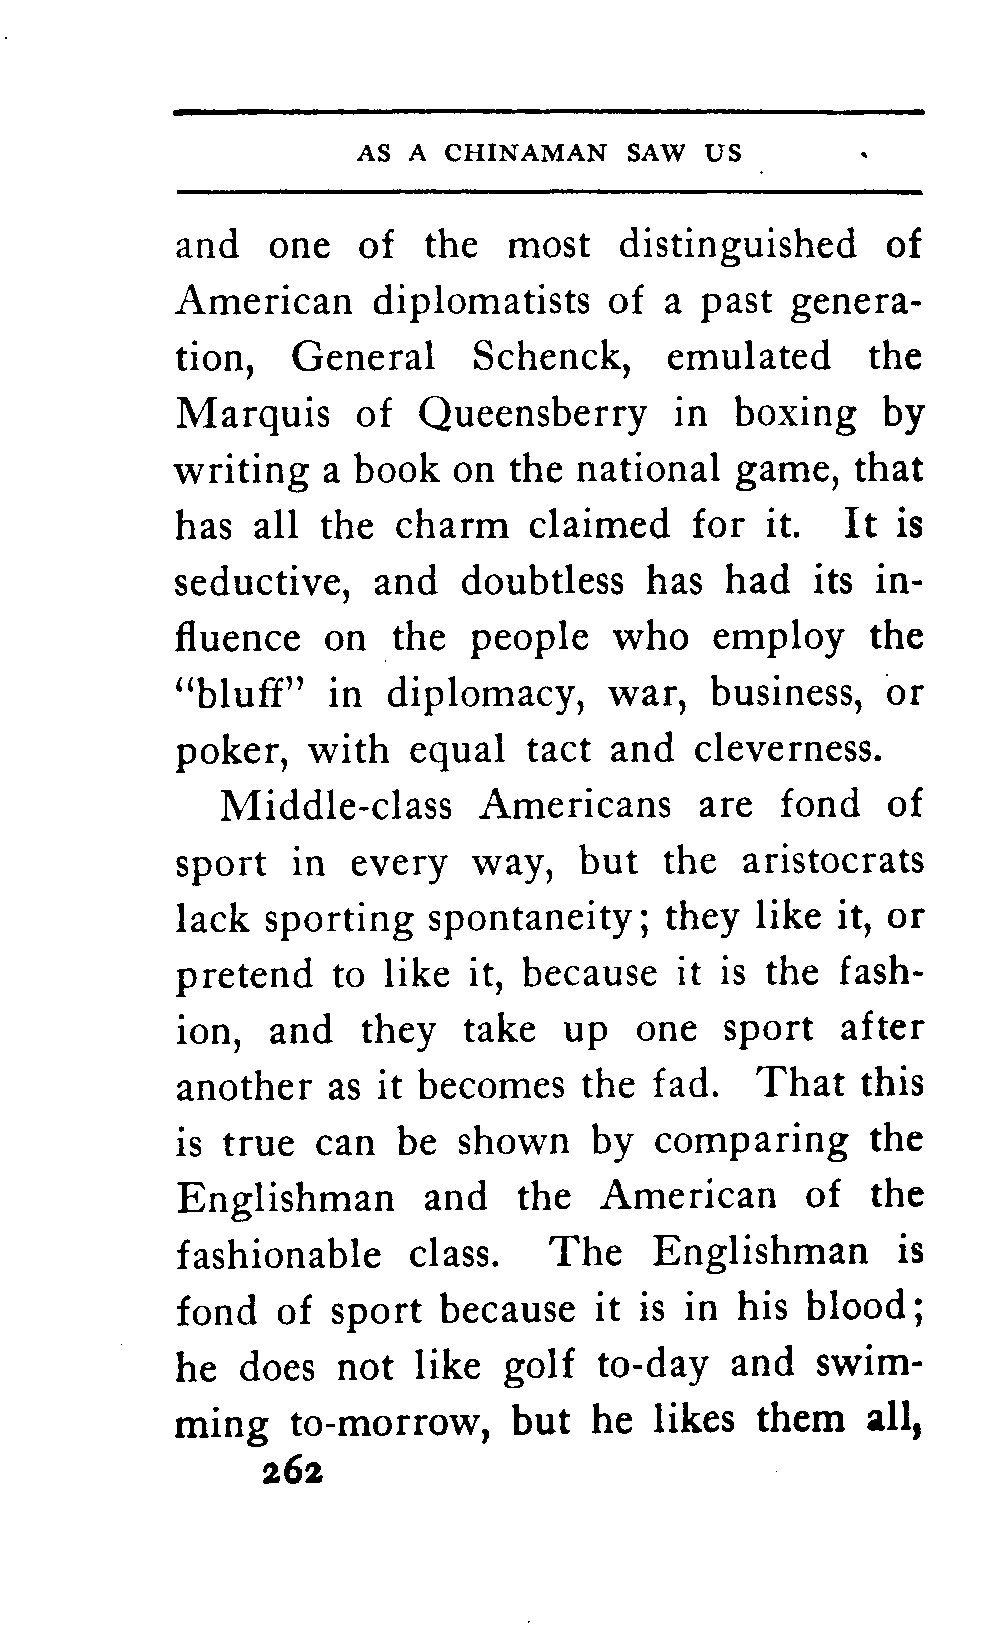 AS A CHINAMAN SAW US
and one of the most distinguished of
American diplomatists of a past genera-
tion, General Schenck, emulated the
Marquis of Queensberry in boxing by
writing a book on the national game, that
has all the charm claimed for it. It is
seductive, and doubtless has had its in-
fluence on the people who employ the
“bluff” in diplomacy, war, business, or
poker, with equal tact and cleverness.
Middle-class Americans are fond of
sport in every way, but the aristocrats
lack sporting spontaneity; they like it, or
pretend to like it, because it is the fash-
ion, and they take up one sport after
another as it becomes the fad. That this
is true can be shown by comparing the
Englishman and the American of the
fashionable class. The Englishman is
fond of sport because it is in his blood;
he does not like golf to-day and swim-
ming to-morrow, but he likes them all,
262